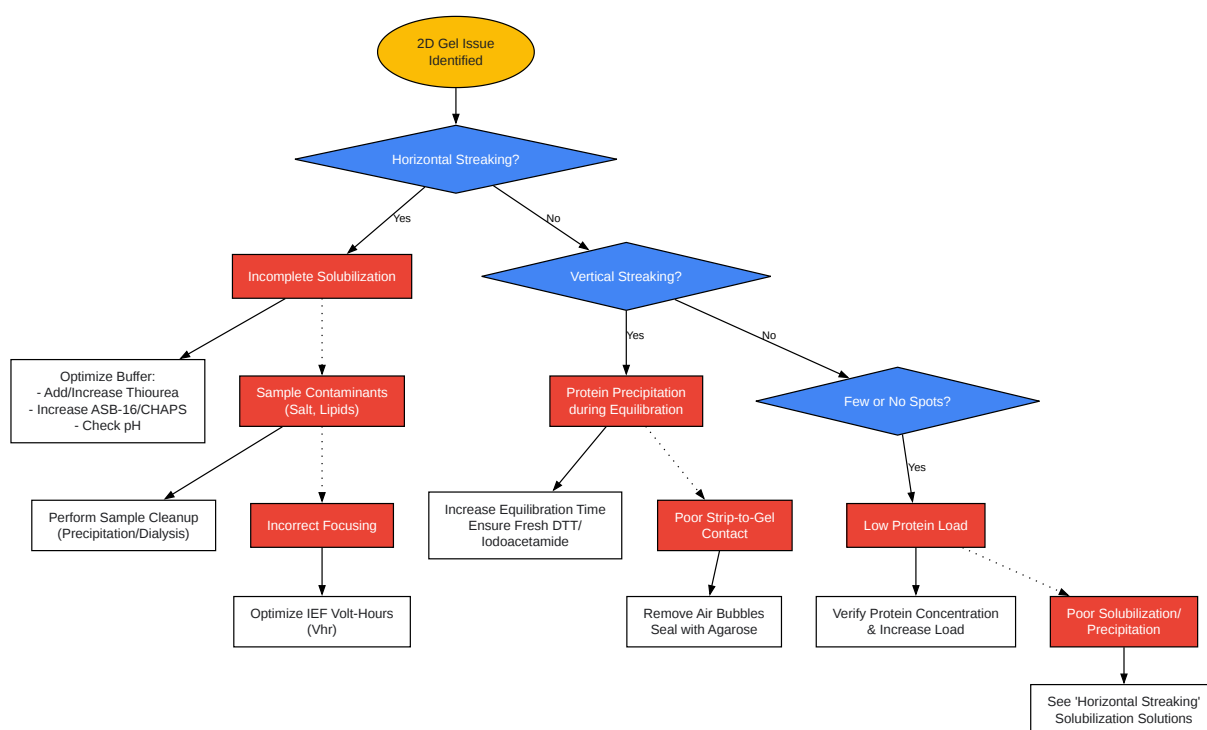 2D Gel Issue
Identified
Horizontal Streaking?
Yes
No
Incomplete Solubilization
Vertical Streaking?
Yes
No
Optimize Buffer:
- Add/Increase Thiourea
- Increase ASB-16/CHAPS
- Check pH
Sample Contaminants
(Salt, Lipids)
Protein Precipitation
during Equilibration
Few or No Spots?
Yes
Perform Sample Cleanup
(Precipitation/Dialysis)
Incorrect Focusing
Increase Equilibration Time
Ensure Fresh DTT/
Iodoacetamide
Poor Strip-to-Gel
Contact
Low Protein Load
Optimize IEF Volt-Hours
(Vhr)
Remove Air Bubbles
Seal with Agarose
Verify Protein Concentration
& Increase Load
Poor Solubilization/
Precipitation
See 'Horizontal Streaking'
Solubilization Solutions